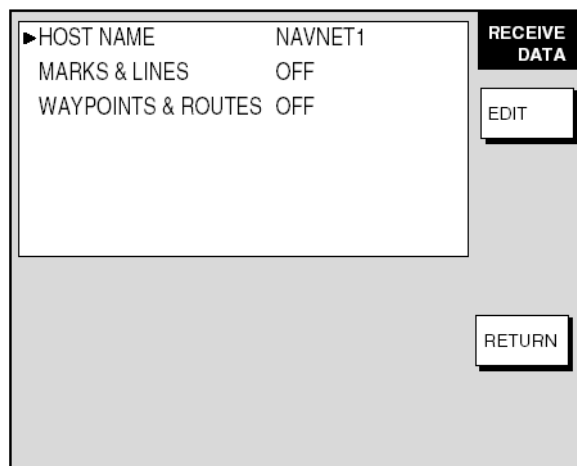 ▶HOST NAME NAVNET1
MARKS & LINES OFF
WAYPOINTS & ROUTES OFF
RECEIVE
DATA
EDIT
RETURN